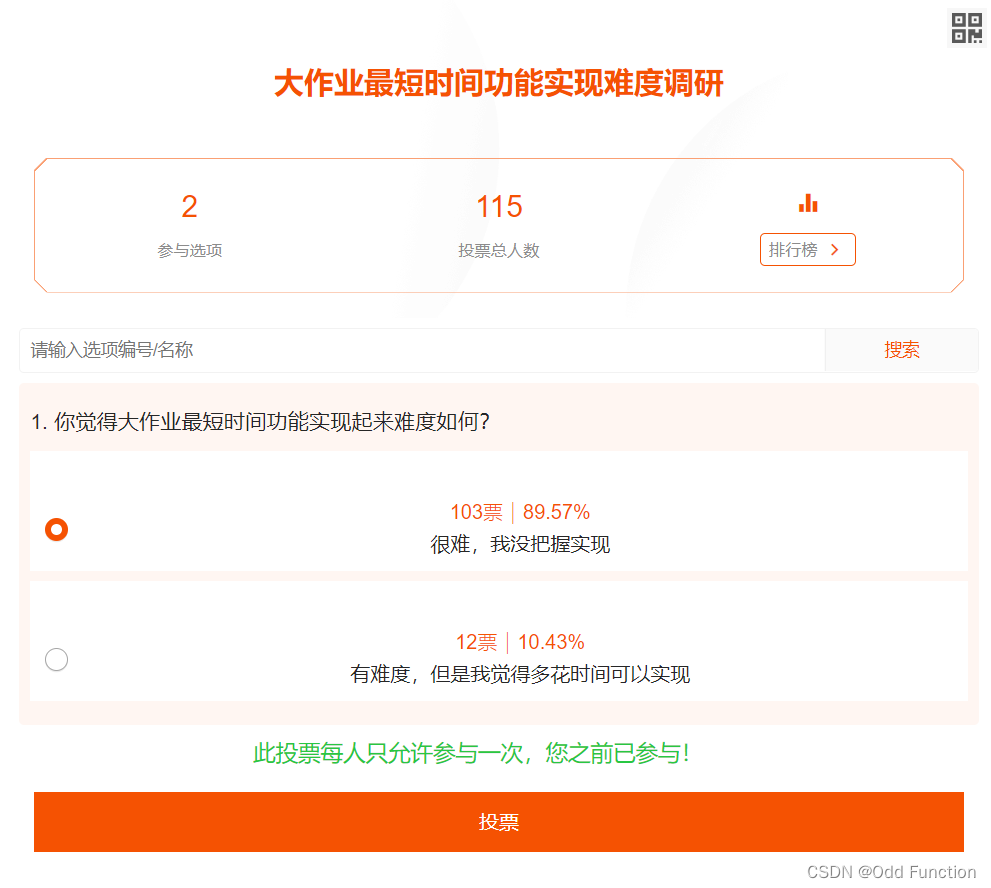 大作业最短时间功能实现难度调研
2
115
参与选项
投票总人数
排行榜
请输入选项编号/名称
搜索
1. 你觉得大作业最短时间功能实现起来难度如何?
103票 | 89.57%
很难，我没把握实现
12票 | 10.43%
有难度，但是我觉得多花时间可以实现
此投票每人只允许参与一次，您之前已参与！
投票
CSDN @Odd Function